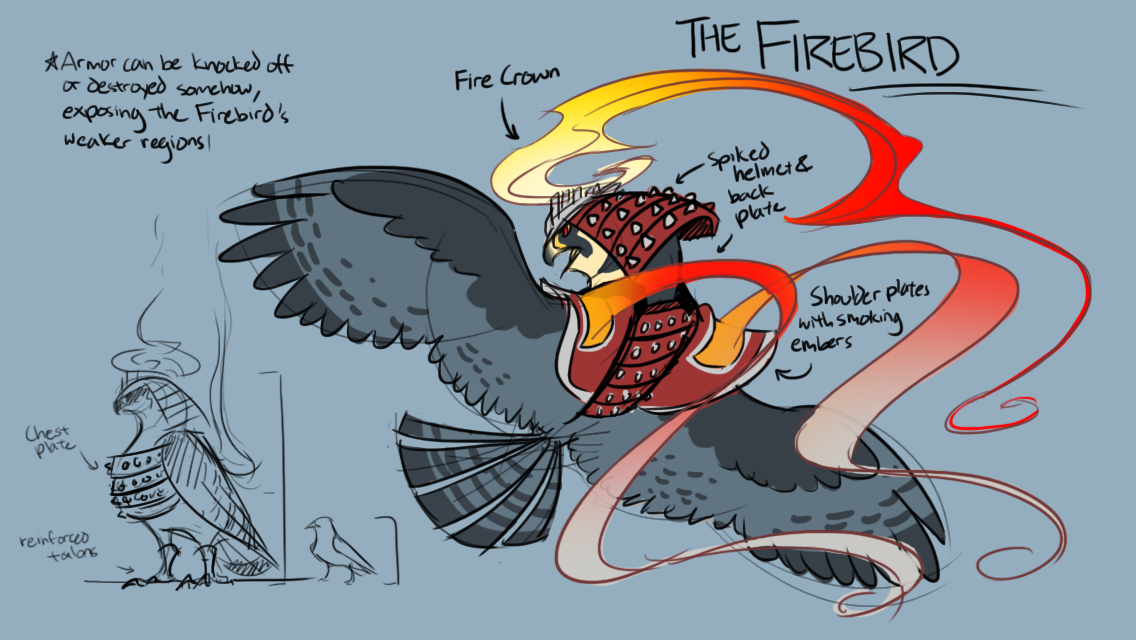 THE FIREBIRD
*Armor can be knocked off
or destroyed somehow,
exposing the Firebird's
weaker regions!
Fire Crown
spiked
helmet &
back
plate
Shoulder plates
with smoking
embers
Chest
plate
reinforced
talons